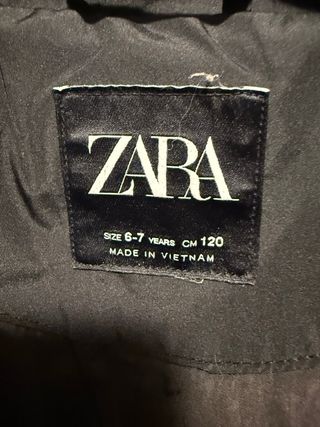 ZARA
SIZE 6-7 YEARS CM 120
MADE IN VIETNAM